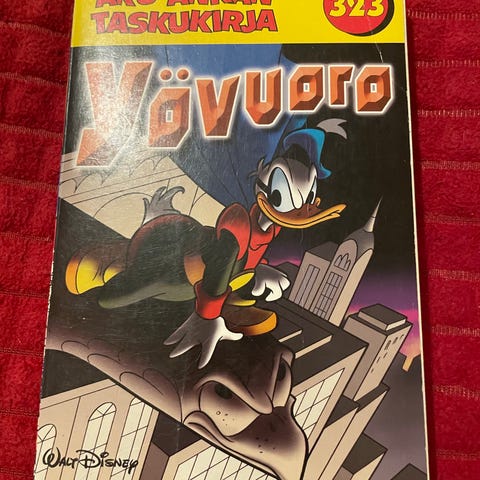 AKU ANKAN
TASKUKIRJA
323
Yövuoro
WALT DISNEY